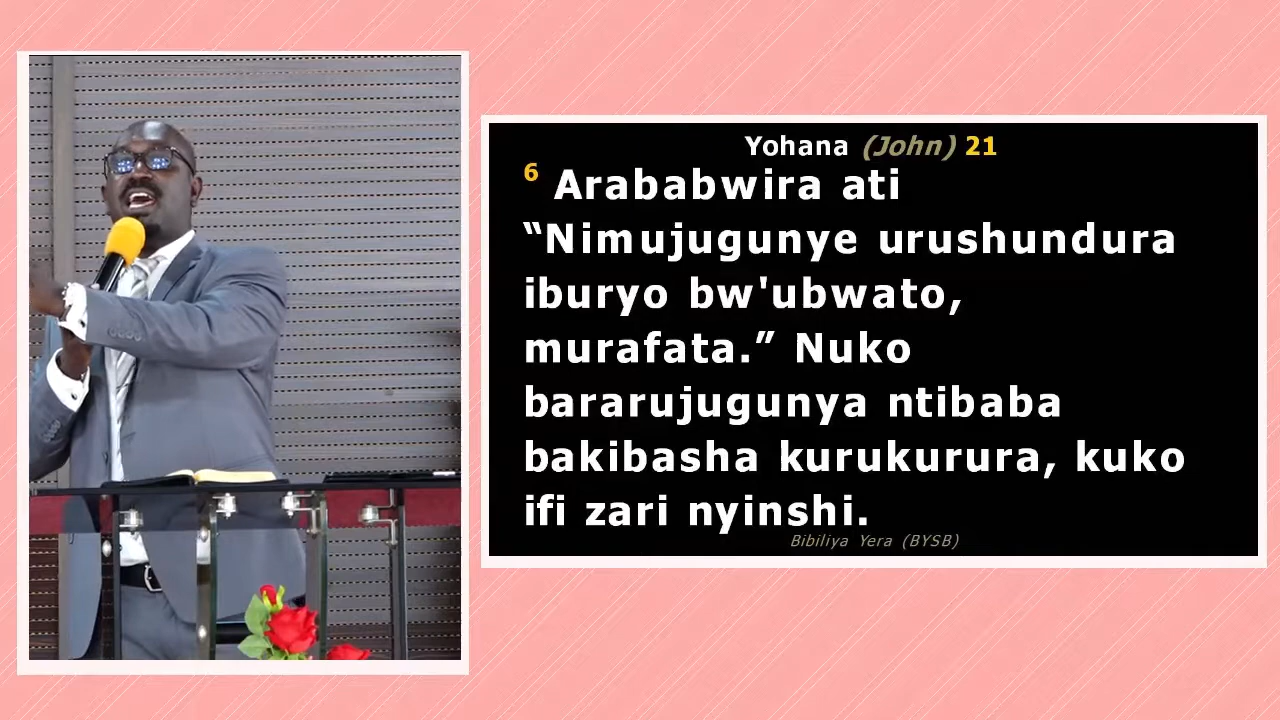 Yohana (John) 21
6 Arababwira ati
“Nimujugunye urushundura
iburyo bw'ubwato,
murafata.” Nuko
bararujugunya ntibaba
bakibasha kurukurura, kuko
ifi zari nyinshi.
Bibiliya Yera (BYSB)